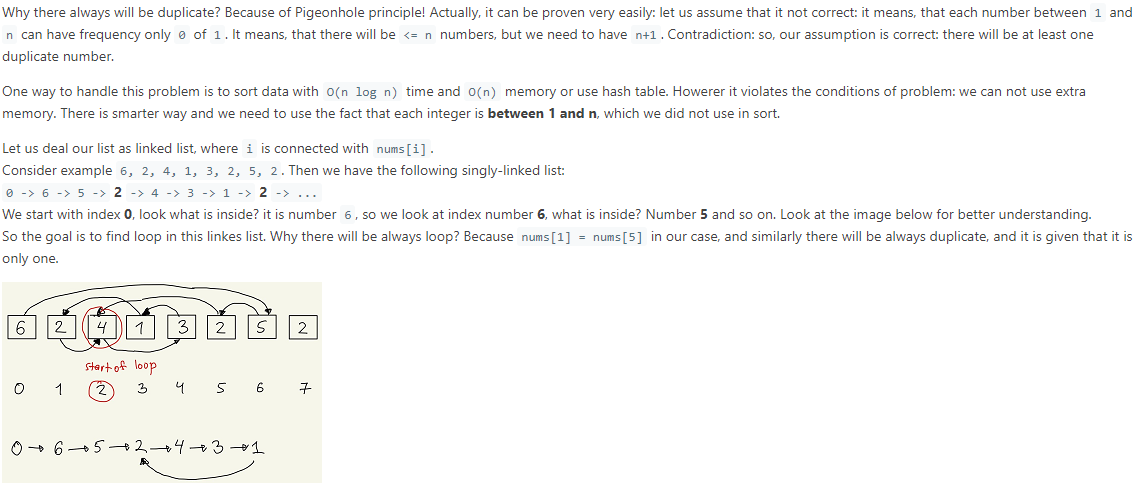 Why there always will be duplicate? Because of Pigeonhole principle! Actually, it can be proven very easily: let us assume that it not correct: it means, that each number between 1 and
n can have frequency only 0 of 1. It means, that there will be <= n numbers, but we need to have n+1. Contradiction: so, our assumption is correct: there will be at least one
duplicate number.
One way to handle this problem is to sort data with O(n log n) time and O(n) memory or use hash table. Howerer it violates the conditions of problem: we can not use extra
memory. There is smarter way and we need to use the fact that each integer is between 1 and n, which we did not use in sort.
Let us deal our list as linked list, where i is connected with nums[i].
Consider example 6, 2, 4, 1, 3, 2, 5, 2. Then we have the following singly-linked list:
0 -> 6 -> 5 -> 2 -> 4 -> 3 -> 1 -> 2 -> ...
We start with index 0, look what is inside? it is number 6, so we look at index number 6, what is inside? Number 5 and so on. Look at the image below for better understanding.
So the goal is to find loop in this linkes list. Why there will be always loop? Because nums[1] = nums[5] in our case, and similarly there will be always duplicate, and it is given that it is
only one.
6 2 4 1 3 2 5 2
start of loop
0 1 2 3 4 5 6 7
0 → 6 → 5 → 2 → 4 → 3 → 1